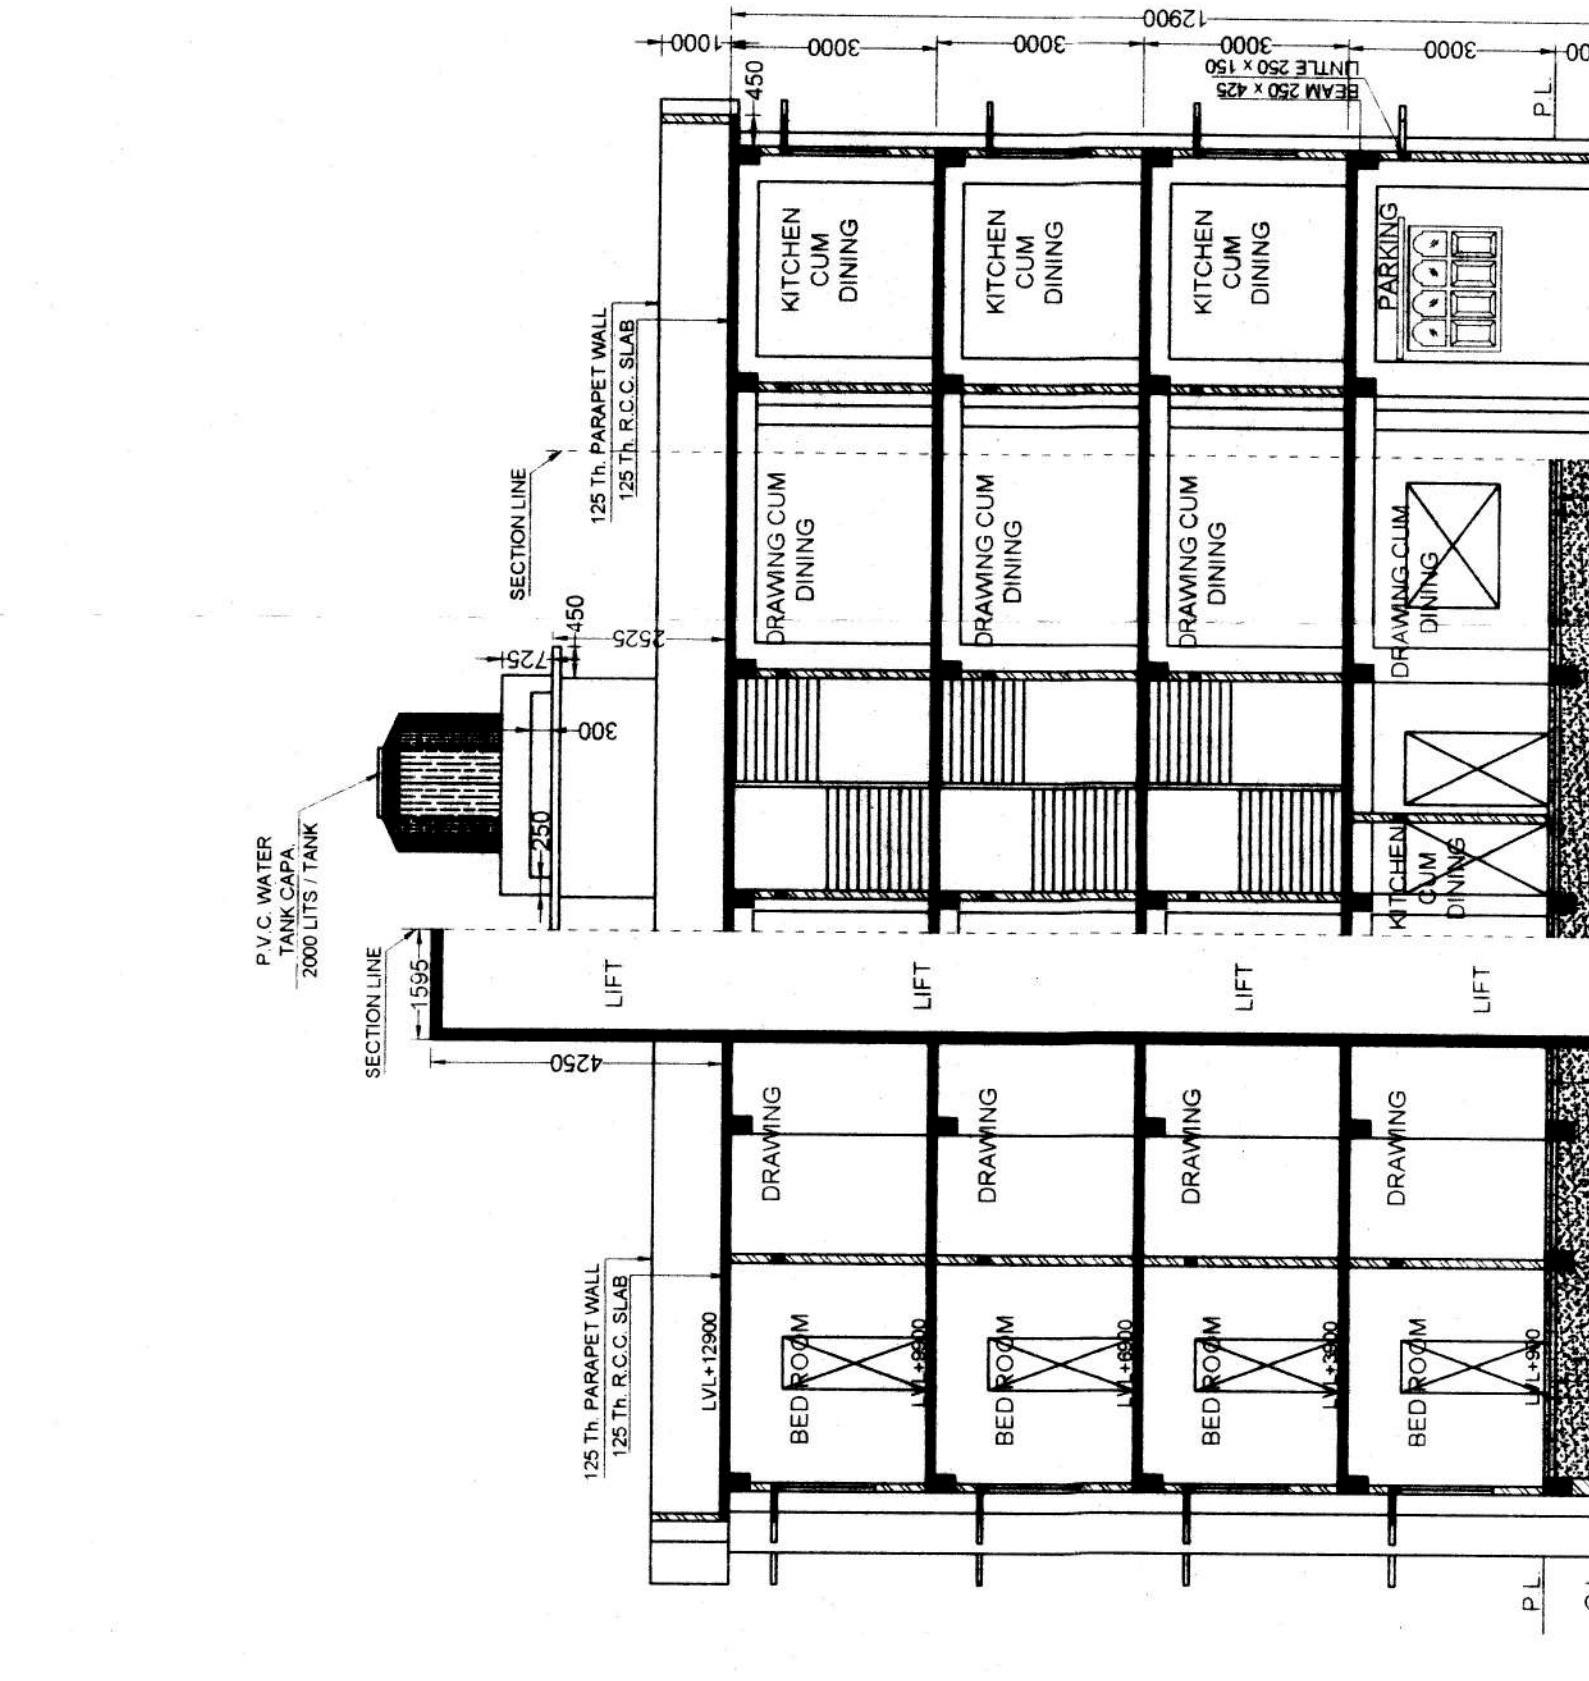 12900
1000
3000
3000
3000
3000
450
LINTLE 250 x 150
BEAM 250 x 425
P.L.
KITCHEN
CUM
DINING
KITCHEN
CUM
DINING
KITCHEN
CUM
DINING
PARKING
125 Th. PARAPET WALL
125 Th. R.C.C. SLAB
SECTION LINE
DRAWING CUM
DINING
DRAWING CUM
DINING
DRAWING CUM
DINING
DRAWING CUM
DINING
450
2525
725
300
250
P.V.C. WATER
TANK CAPA.
2000 LITS / TANK
KITCHEN
CUM
DINING
SECTION LINE
1595
LIFT
LIFT
LIFT
LIFT
4250
DRAWING
DRAWING
DRAWING
DRAWING
125 Th. PARAPET WALL
125 Th. R.C.C. SLAB
LVL+12900
BED ROOM
LVL+9900
BED ROOM
LVL+6900
BED ROOM
LVL+3900
BED ROOM
LVL+900
P.L.